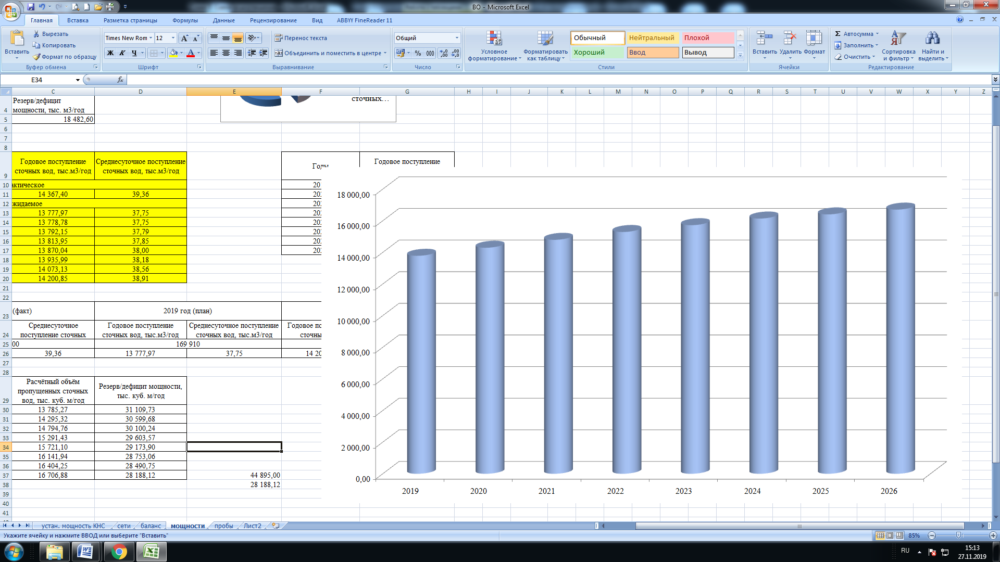 ВО - Microsoft Excel
Главная Вставка Разметка страницы Формулы Данные Рецензирование Вид ABBYY FineReader 11
Вставить
Вырезать
Копировать
Формат по образцу
Буфер обмена
Times New Rom 12
Ж К Ч
Шрифт
Перенос текста
Объединить и поместить в центре
Выравнивание
Общий
% 000
Число
Условное форматирование
Форматировать как таблицу
Обычный Нейтральный Плохой
Хороший Ввод Вывод
Стили
Вставить Удалить Формат
Ячейки
Σ Автосумма
Заполнить
Очистить
Сортировка и фильтр
Найти и выделить
Редактирование
E34 fx
C D E F G H I J K L M N O P Q R S T U V W X Y Z
4 Резерв/дефицит мощности, тыс. м3/год
сточных...
5 18 482,60
6
7
8
9 Годовое поступление сточных вод, тыс.м3/год Среднесуточное поступление сточных вод, тыс.м3/год Годы Годовое поступление
10 актическое 20
11 14 367,40 39,36 20
12 жидаемое 20
13 13 777,97 37,75 20
14 13 778,78 37,75 20
15 13 792,15 37,79 20
16 13 813,95 37,85 20
17 13 870,04 38,00 20
18 13 935,99 38,18
19 14 073,13 38,56
20 14 200,85 38,91
21
22
23 (факт) 2019 год (план)
24 Среднесуточное поступление сточных Годовое поступление сточных вод, тыс.м3/год Среднесуточное поступление сточных вод, тыс.м3/год Годовое по сточн
25 00 169 910
26 39,36 13 777,97 37,75 14 20
27
28
29 Расчётный объём пропущенных сточных вод, тыс. куб. м/год Резерв/дефицит мощности, тыс. куб. м/год
30 13 785,27 31 109,73
31 14 295,32 30 599,68
32 14 794,76 30 100,24
33 15 291,43 29 603,57
34 15 721,10 29 173,90
35 16 141,94 28 753,06
36 16 404,25 28 490,75
37 16 706,88 28 188,12 44 895,00
38 28 188,12
39
40
41
18 000,00
16 000,00
14 000,00
12 000,00
10 000,00
8 000,00
6 000,00
4 000,00
2 000,00
0,00
2019 2020 2021 2022 2023 2024 2025 2026
устан. мощность КНС сети баланс мощности пробы Лист2
Укажите ячейку и нажмите ВВОД или выберите "Вставить"
85%
RU
15:13
27.11.2019